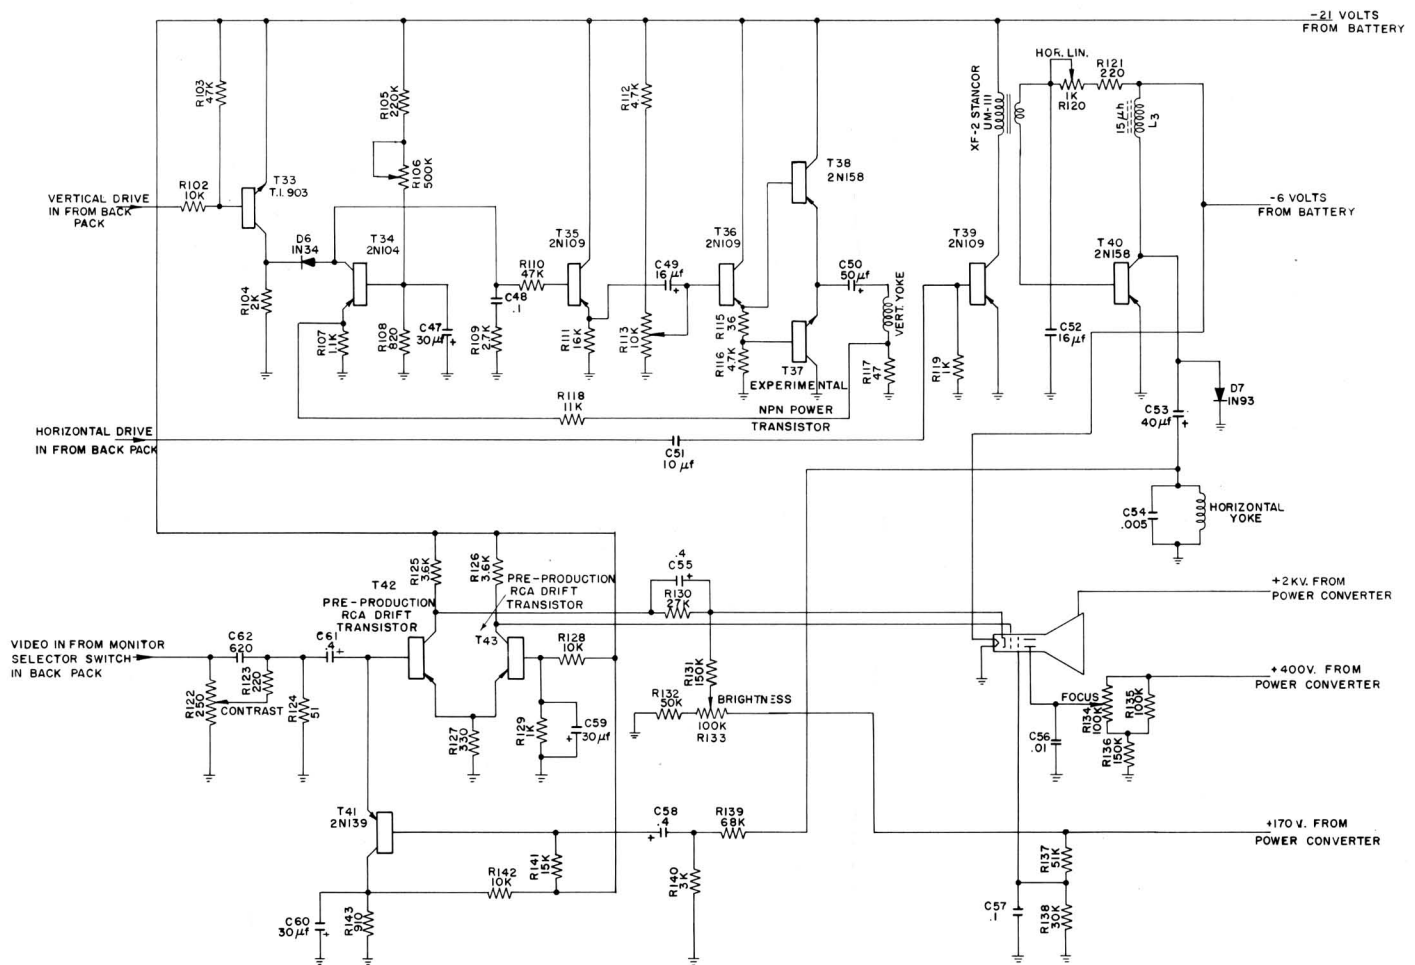 -21 VOLTS
FROM BATTERY
R103
47K
R105
220K
R106
500K
R112
4.7K
XF-2 STANCOR
UM-111
HOR. LIN.
1K
R120
R121
220
15µh
L3
VERTICAL DRIVE
IN FROM BACK
PACK
R102
10K
T33
T.I. 903
D6
IN34
T34
2N104
R104
2K
R107
1.1K
R108
820
C47
30µf
R109
2.7K
C48
.1
R110
47K
T35
2N109
R111
16K
C49
16µf
R113
10K
T36
2N109
R115
36
R116
4.7K
T38
2N158
T37
EXPERIMENTAL
NPN POWER
TRANSISTOR
C50
50µf
VERT. YOKE
R117
47
R118
11K
T39
2N109
R119
1K
C52
16µf
T40
2N158
-6 VOLTS
FROM BATTERY
D7
IN93
C53
40µf
HORIZONTAL DRIVE
IN FROM BACK PACK
C51
10µf
C54
.005
HORIZONTAL
YOKE
R125
3.6K
R126
3.6K
T42
PRE-PRODUCTION
RCA DRIFT
TRANSISTOR
PRE-PRODUCTION
RCA DRIFT
TRANSISTOR
T43
.4
C55
R130
27K
+2KV. FROM
POWER CONVERTER
VIDEO IN FROM MONITOR
SELECTOR SWITCH
IN BACK PACK
C62
620
C61
.4
R122
250
R123
220
CONTRAST
R124
51
R127
330
R128
10K
R129
1K
C59
30µf
R131
150K
R132
50K
BRIGHTNESS
100K
R133
+400V. FROM
POWER CONVERTER
FOCUS
R134
100K
R135
100K
R136
150K
C56
.01
T41
2N139
C58
.4
R139
68K
+170V. FROM
POWER CONVERTER
R142
10K
R141
15K
R140
3K
R137
51K
C60
30µf
R143
910
C57
.1
R138
30K